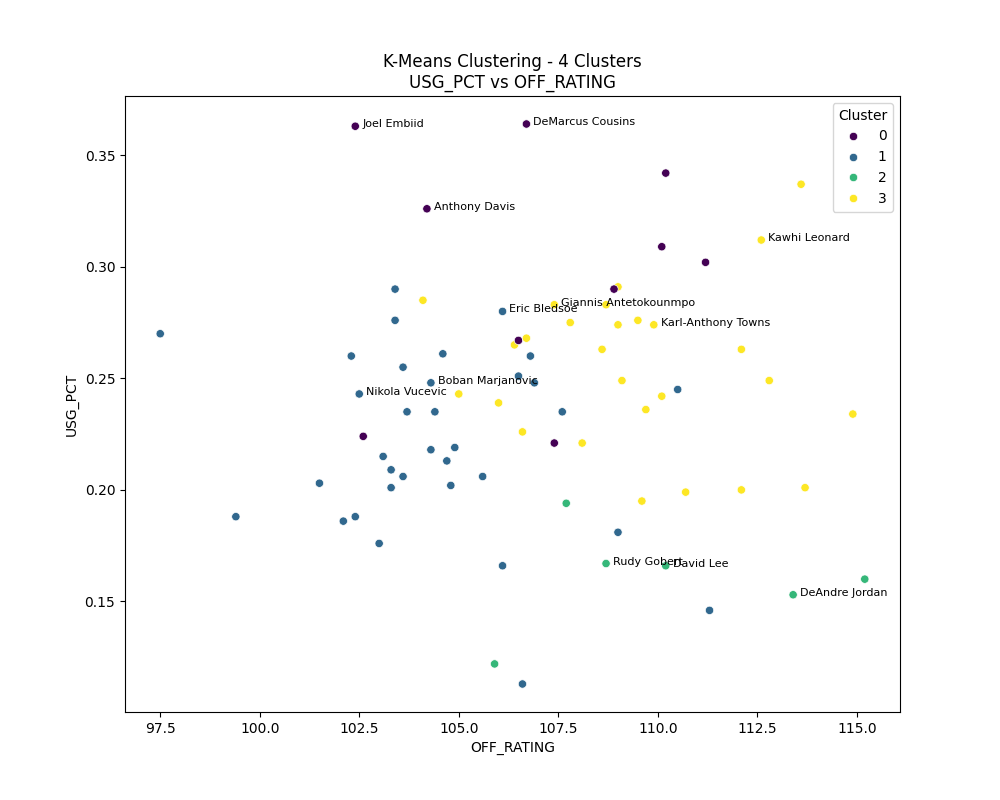 K-Means Clustering - 4 Clusters
USG_PCT vs OFF_RATING
Cluster
0
1
2
3
Joel Embiid
DeMarcus Cousins
Anthony Davis
Kawhi Leonard
Giannis Antetokounmpo
Eric Bledsoe
Karl-Anthony Towns
Boban Marjanovic
Nikola Vucevic
Rudy Gobert
David Lee
DeAndre Jordan
USG_PCT
0.35
0.30
0.25
0.20
0.15
97.5 100.0 102.5 105.0 107.5 110.0 112.5 115.0
OFF_RATING